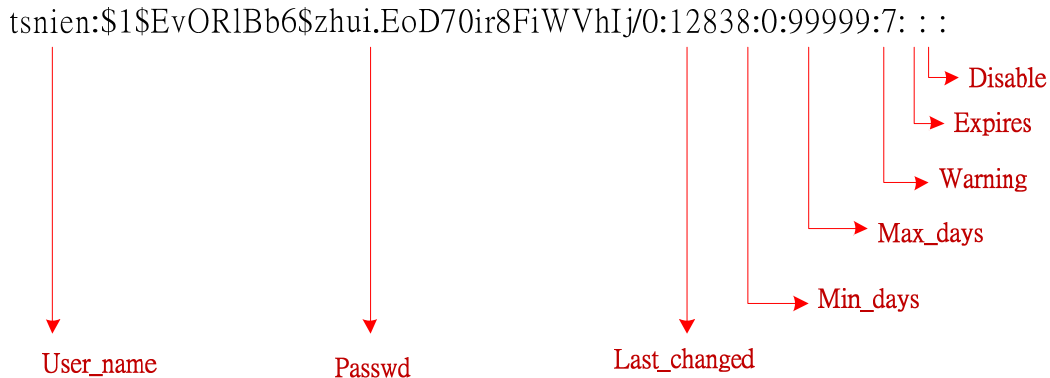 tsnien:$1$EvORlBb6$zhui.EoD70ir8FiWVhIj/0:12838:0:99999:7: : :
Disable
Expires
Warning
Max_days
Min_days
User_name
Passwd
Last_changed